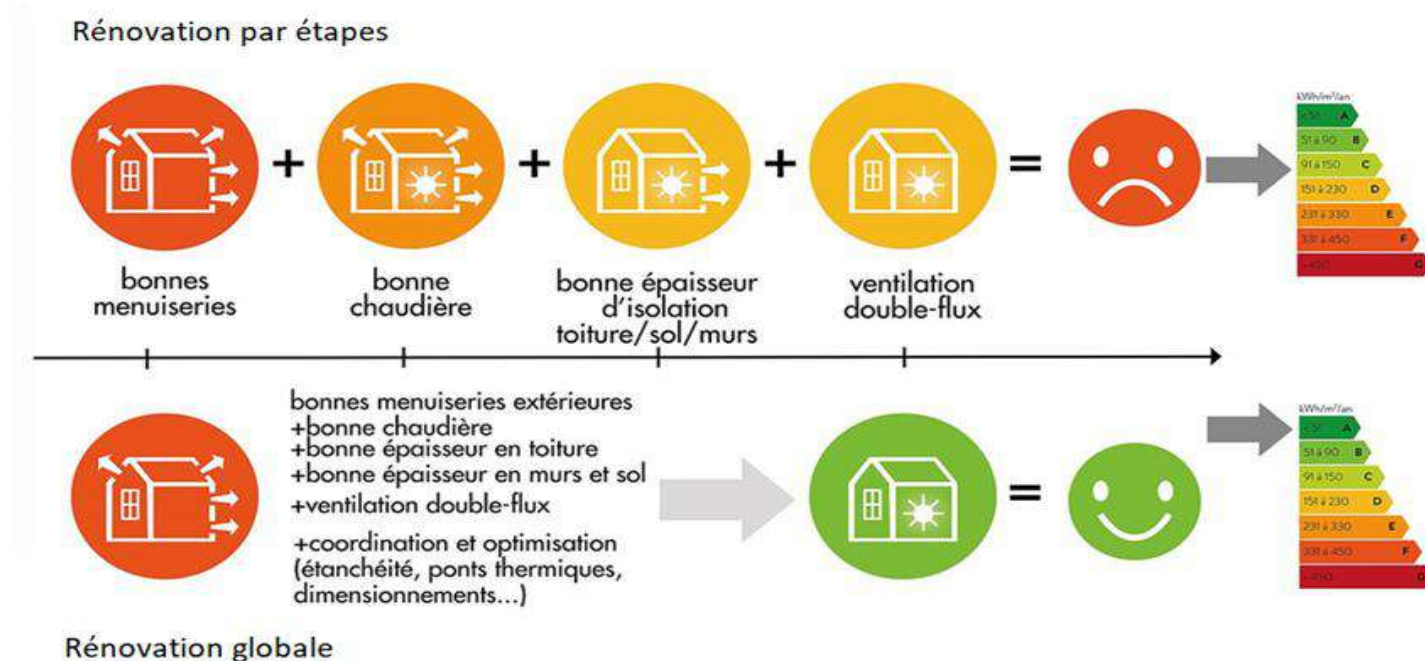 Rénovation par étapes
+
+
+
=
bonnes
menuiseries
bonne
chaudière
bonne épaisseur
d'isolation
toiture/sol/murs
ventilation
double-flux
kWh/m²/an
< 51 A
51 à 90 B
91 à 150 C
151 à 230 D
231 à 330 E
331 à 450 F
G
bonnes menuiseries extérieures
+bonne chaudière
+bonne épaisseur en toiture
+bonne épaisseur en murs et sol
+ventilation double-flux
+coordination et optimisation
(étanchéité, ponts thermiques,
dimensionnements...)
=
kWh/m²/an
< 51 A
51 à 90 B
91 à 150 C
151 à 230 D
231 à 330 E
331 à 450 F
G
Rénovation globale